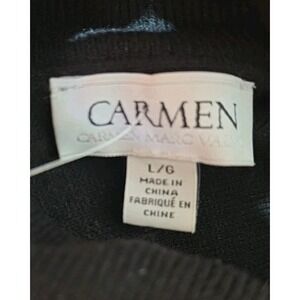 CARMEN
CARMEN MARC VALVO
L/G
MADE IN
CHINA
FABRIQUÉ EN
CHINE